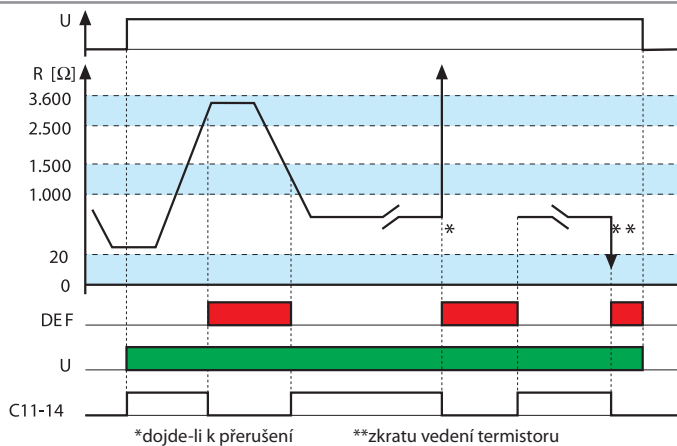 U
R [Ω]
3.600
2.500
1.500
1.000
*
**
20
0
DEF
U
C11-14
*dojde-li k přerušení **zkratu vedení termistoru